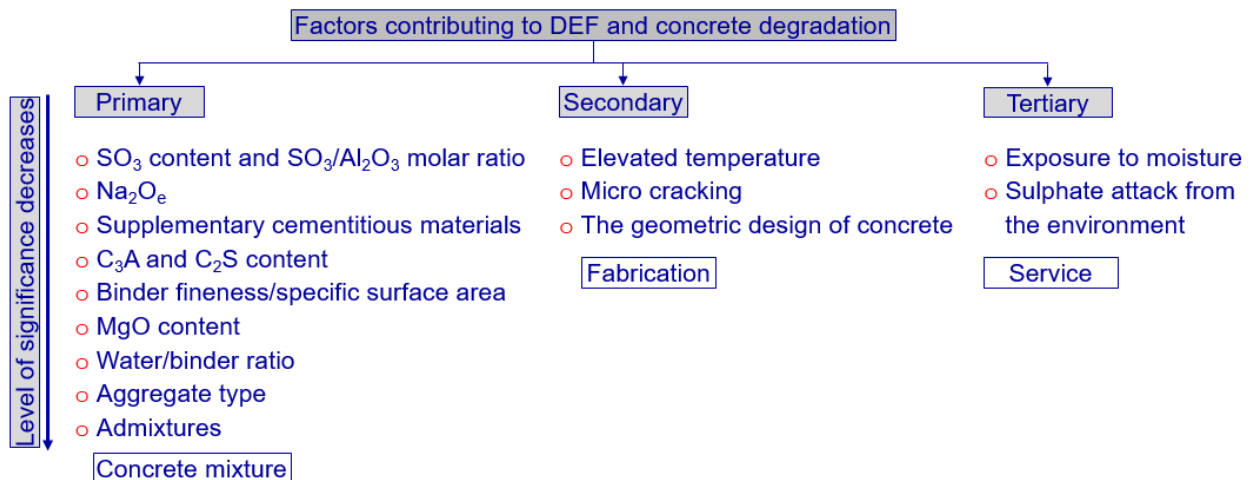 Factors contributing to DEF and concrete degradation
Level of significance decreases
Primary
SO₃ content and SO₃/Al₂O₃ molar ratio
Na₂Oₑ
Supplementary cementitious materials
C₃A and C₂S content
Binder fineness/specific surface area
MgO content
Water/binder ratio
Aggregate type
Admixtures
Concrete mixture
Secondary
Elevated temperature
Micro cracking
The geometric design of concrete
Fabrication
Tertiary
Exposure to moisture
Sulphate attack from
the environment
Service